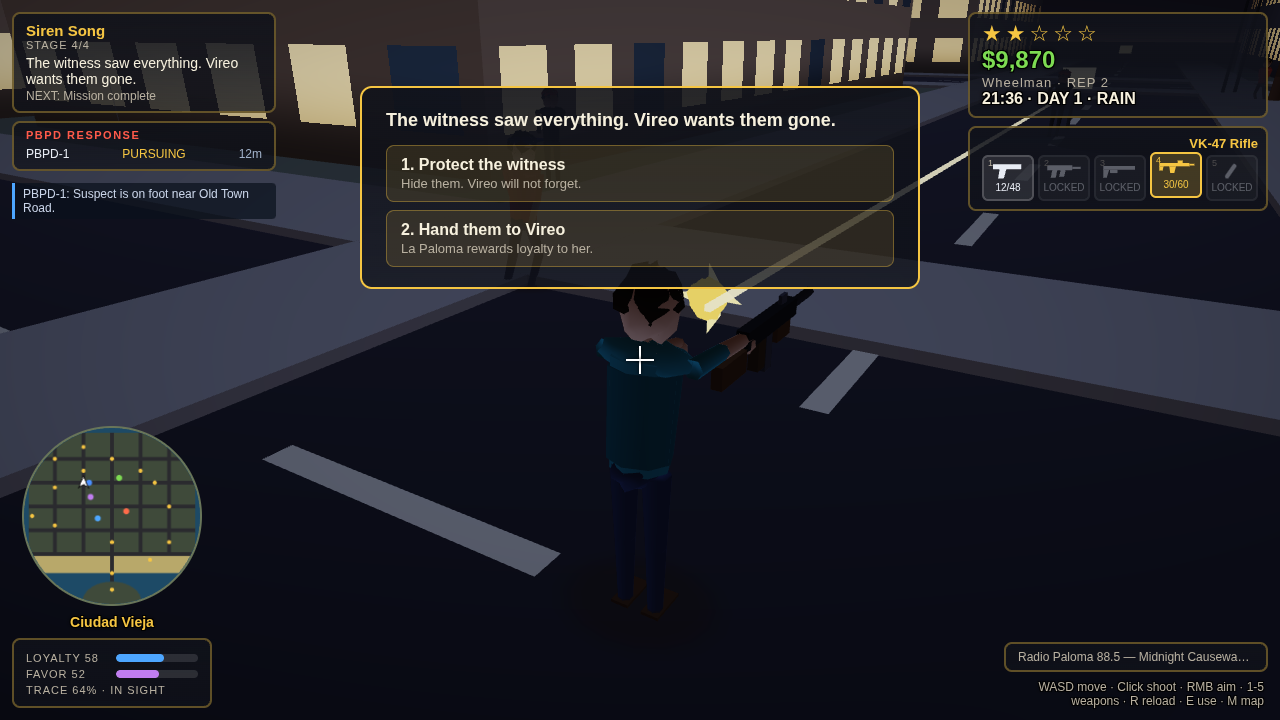 Siren Song
STAGE 4/4
The witness saw everything. Vireo
wants them gone.
NEXT: Mission complete
PBPD RESPONSE
PBPD-1 PURSUING 12m
PBPD-1: Suspect is on foot near Old Town
Road.
The witness saw everything. Vireo wants them gone.
1. Protect the witness
Hide them. Vireo will not forget.
2. Hand them to Vireo
La Paloma rewards loyalty to her.
★ ★ ☆ ☆ ☆
$9,870
Wheelman · REP 2
21:36 · DAY 1 · RAIN
VK-47 Rifle
1 2 3 4 5
12/48 LOCKED LOCKED 30/60 LOCKED
Ciudad Vieja
LOYALTY 58
FAVOR 52
TRACE 64% · IN SIGHT
Radio Paloma 88.5 — Midnight Causewa…
WASD move · Click shoot · RMB aim · 1-5
weapons · R reload · E use · M map